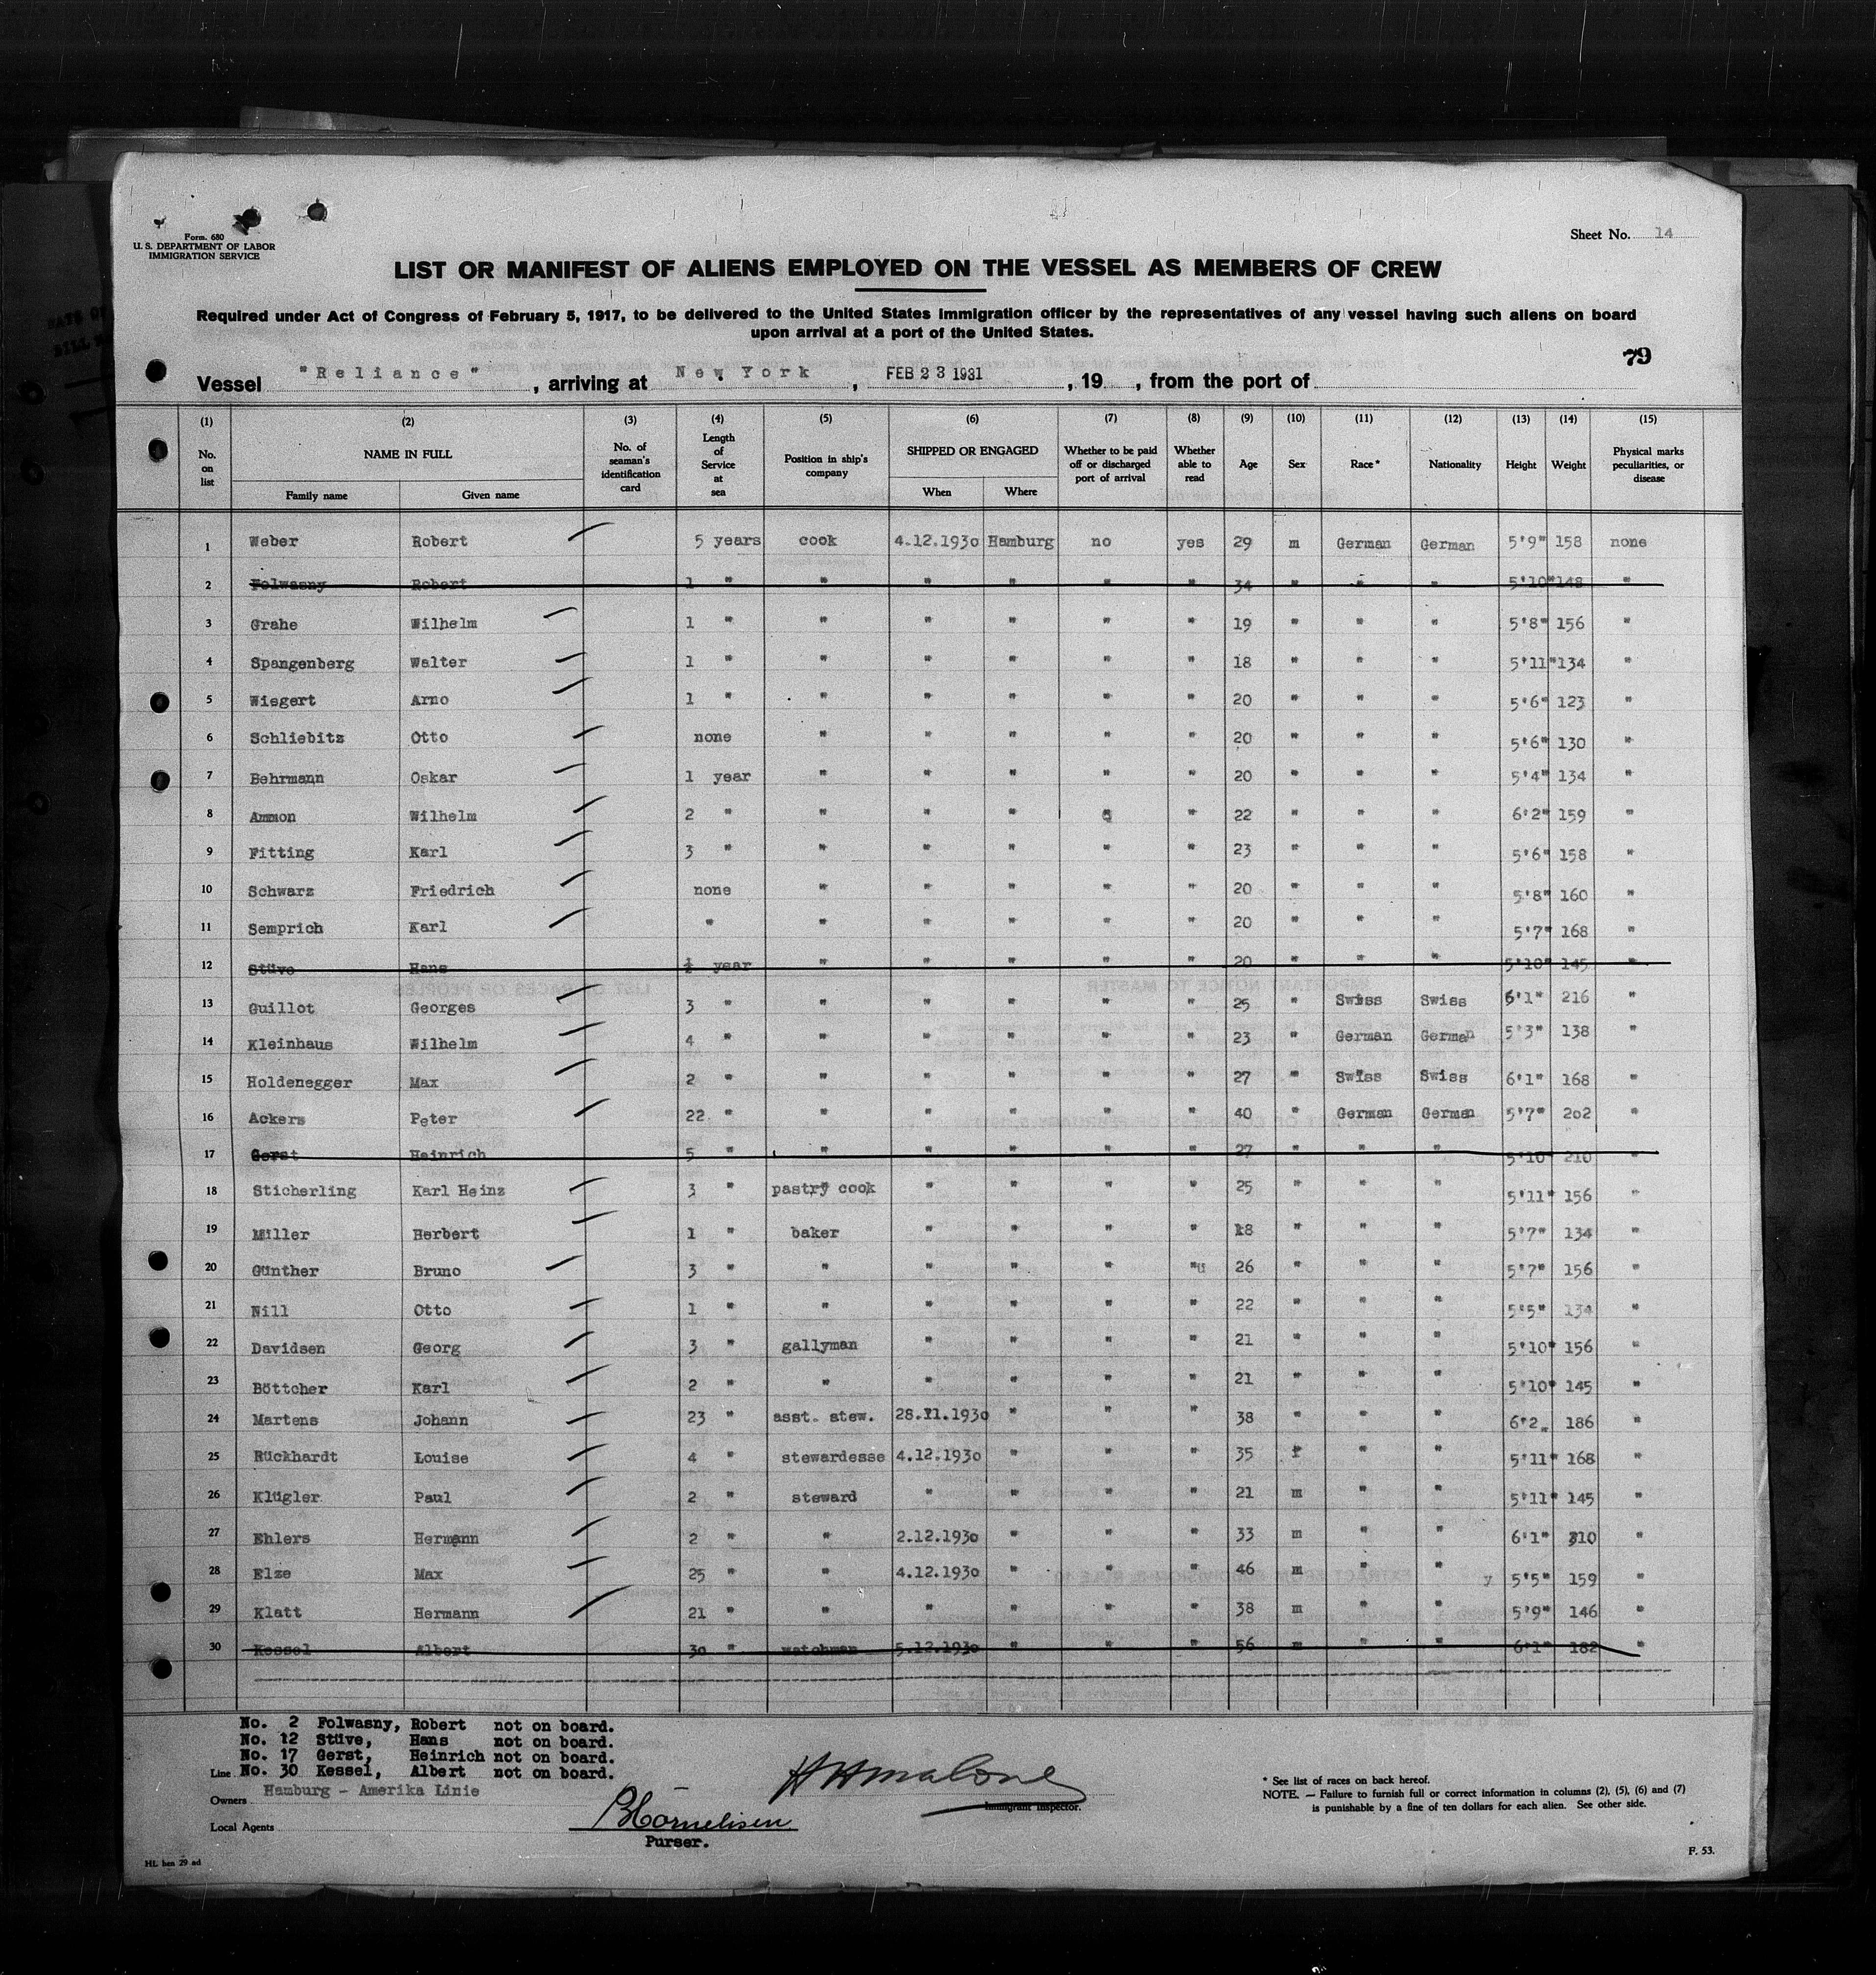 Form. 680
U. S. DEPARTMENT OF LABOR
IMMIGRATION SERVICE
Sheet No. 14
LIST OR MANIFEST OF ALIENS EMPLOYED ON THE VESSEL AS MEMBERS OF CREW
Required under Act of Congress of February 5, 1917, to be delivered to the United States immigration officer by the representatives of any vessel having such aliens on board
upon arrival at a port of the United States.
79
Vessel "Reliance" , arriving at New York , FEB 23 1931 , 19 , from the port of
(1) (2) (3) (4) (5) (6) (7) (8) (9) (10) (11) (12) (13) (14) (15)
No. on list NAME IN FULL Family name Given name No. of seaman's identification card Length of Service at sea Position in ship's company SHIPPED OR ENGAGED When Where Whether to be paid off or discharged port of arrival Whether able to read Age Sex Race* Nationality Height Weight Physical marks peculiarities, or disease
1 Weber Robert 5 years cook 4.12.1930 Hamburg no yes 29 m German German 5'9" 158 none
2 Folwasny Robert 1 " " " " " " 34 " " " 5'10" 148 "
3 Grahe Wilhelm 1 " " " " " " 19 " " " 5'8" 156 "
4 Spangenberg Walter 1 " " " " " " 18 " " " 5'11" 134 "
5 Wiegert Arno 1 " " " " " " 20 " " " 5'6" 123 "
6 Schliebitz Otto none " " " " " 20 " " " 5'6" 130 "
7 Behrmann Oskar 1 year " " " " " 20 " " " 5'4" 134 "
8 Ammon Wilhelm 2 " " " " " " 22 " " " 6'2" 159 "
9 Fitting Karl 3 " " " " " " 23 " " " 5'6" 158 "
10 Schwarz Friedrich none " " " " " 20 " " " 5'8" 160 "
11 Semprich Karl " " " " " " 20 " " " 5'7" 168 "
12 Stüve Hans ½ year " " " " " 20 " " " 5'10" 145 "
13 Guillot Georges 3 " " " " " " 25 " Swiss Swiss 6'1" 216 "
14 Kleinhaus Wilhelm 4 " " " " " " 23 " German German 5'3" 138 "
15 Holdenegger Max 2 " " " " " " 27 " Swiss Swiss 6'1" 168 "
16 Ackers Peter 22 " " " " " " 40 " German German 5'7" 202 "
17 Gerst Heinrich 5 " " " " " " 27 " " " 5'10" 210 "
18 Sticherling Karl Heinz 3 " pastry cook " " " " 25 " " " 5'11" 156 "
19 Miller Herbert 1 " baker " " " " 18 " " " 5'7" 134 "
20 Günther Bruno 3 " " " " " " 26 " " " 5'7" 156 "
21 Nill Otto 1 " " " " " " 22 " " " 5'5" 134 "
22 Davidsen Georg 3 " gallyman " " " " 21 " " " 5'10" 156 "
23 Böttcher Karl 2 " " " " " " 21 " " " 5'10" 145 "
24 Martens Johann 23 " asst. stew. 28.11.1930 " " " 38 " " " 6'2" 186 "
25 Rückhardt Louise 4 " stewardesse 4.12.1930 " " " 35 f " " 5'11" 168 "
26 Klügler Paul 2 " steward " " " " 21 m " " 5'11" 145 "
27 Ehlers Hermann 2 " " 2.12.1930 " " " 33 m " " 6'1" 310 "
28 Elze Max 25 " " 4.12.1930 " " " 46 m " " y 5'5" 159 "
29 Klatt Hermann 21 " " " " " " 38 m " " 5'9" 146 "
30 Kessel Albert 30 " watchman 5.12.1930 " " " 56 m " " 6'1" 182 "
No. 2 Folwasny, Robert not on board.
No. 12 Stüve, Hans not on board.
No. 17 Gerst, Heinrich not on board.
Line No. 30 Kessel, Albert not on board.
Owners Hamburg - Amerika Linie
Local Agents
Cornelisen
Purser.
H Malone
Immigrant Inspector.
* See list of races on back hereof.
NOTE. — Failure to furnish full or correct information in columns (2), (5), (6) and (7)
is punishable by a fine of ten dollars for each alien. See other side.
HL ben 29 ad
F. 53.